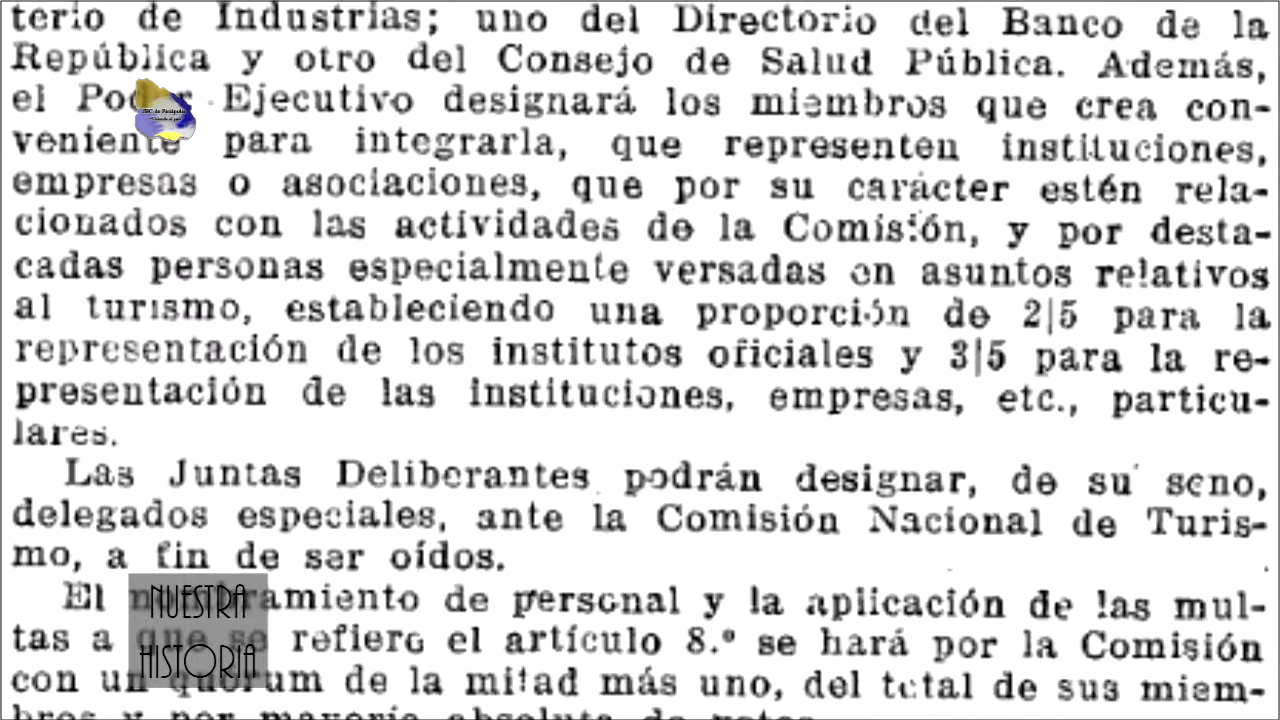 terio de Industrias; uno del Directorio del Banco de la
República y otro del Consejo de Salud Pública. Además,
el Poder Ejecutivo designará los miembros que crea con-
veniente para integrarla, que representen instituciones,
empresas o asociaciones, que por su carácter estén rela-
cionados con las actividades de la Comisión, y por desta-
cadas personas especialmente versadas en asuntos relativos
al turismo, estableciendo una proporción de 2|5 para la
representación de los institutos oficiales y 3|5 para la re-
presentación de las instituciones, empresas, etc., particu-
lares.
Las Juntas Deliberantes podrán designar, de su seno,
delegados especiales, ante la Comisión Nacional de Turis-
mo, a fin de ser oídos.
El nombramiento de personal y la aplicación de las mul-
tas a que se refiere el artículo 8.º se hará por la Comisión
con un quorum de la mitad más uno, del total de sus miem-
bros y por mayoría absoluta de votos.
NUESTRA
HISTORIA